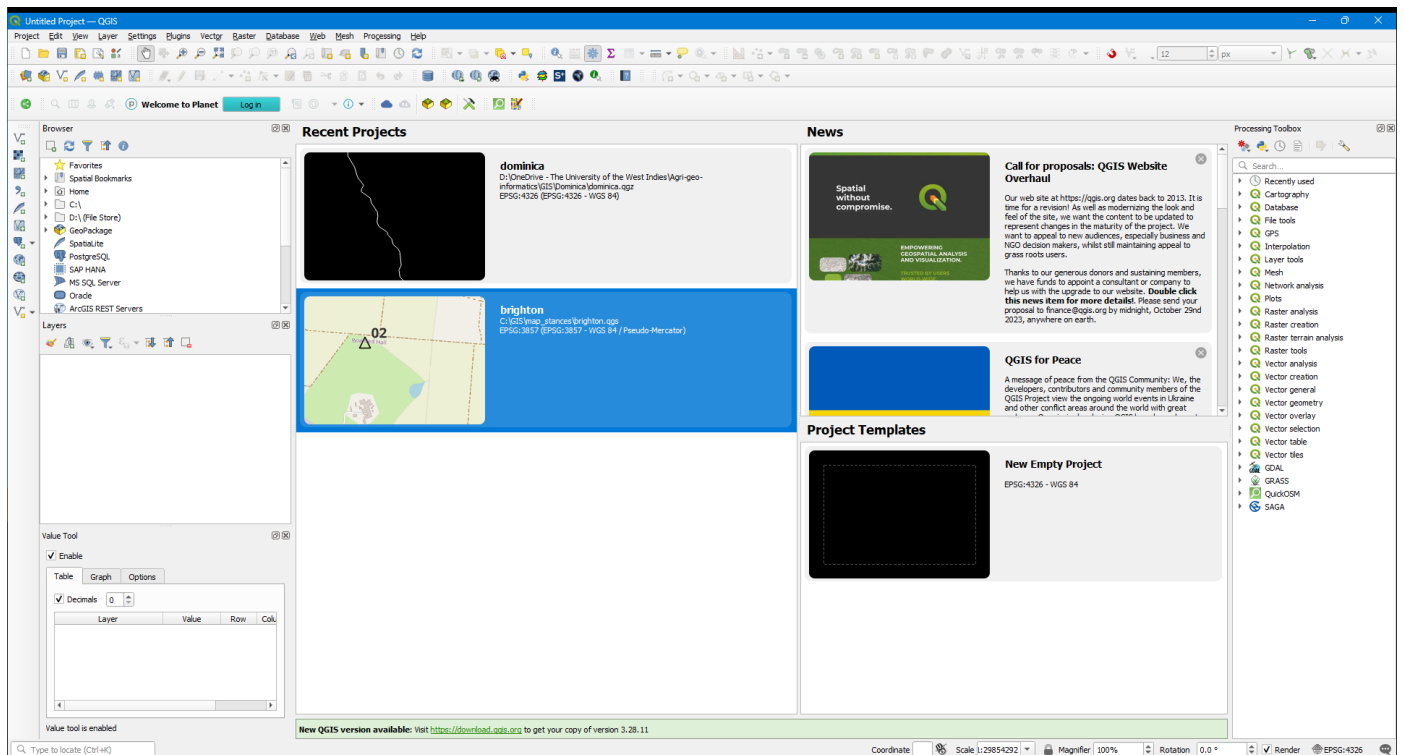 Untitled Project — QGIS
Project Edit View Layer Settings Plugins Vector Raster Database Web Mesh Processing Help
12 px
Welcome to Planet Log in
Browser
Favorites
Spatial Bookmarks
Home
C:\
D:\ (File Store)
GeoPackage
SpatiaLite
PostgreSQL
SAP HANA
MS SQL Server
Oracle
ArcGIS REST Servers
Layers
Value Tool
Enable
Table Graph Options
Decimals 0
Layer Value Row Colu
Value tool is enabled
Recent Projects
dominica
D:\OneDrive - The University of the West Indies\Agri-geo-
informatics\GIS\Dominica\dominica.qgz
EPSG:4326 (EPSG:4326 - WGS 84)
02
brighton
C:\GIS\map_stances\brighton.qgs
EPSG:3857 (EPSG:3857 - WGS 84 / Pseudo-Mercator)
New QGIS version available: Visit https://download.qgis.org to get your copy of version 3.28.11
News
Spatial
without
compromise.
EMPOWERING
GEOSPATIAL ANALYSIS
AND VISUALIZATION.
Call for proposals: QGIS Website
Overhaul
Our web site at https://qgis.org dates back to 2013. It is
time for a revision! As well as modernizing the look and
feel of the site, we want the content to be updated to
represent changes in the maturity of the project. We
want to appeal to new audiences, especially business and
NGO decision makers, whilst still maintaining appeal to
grass roots users.
Thanks to our generous donors and sustaining members,
we have funds to appoint a consultant or company to
help us with the upgrade to our website. Double click
this news item for more details!. Please send your
proposal to finance@qgis.org by midnight, October 29nd
2023, anywhere on earth.
QGIS for Peace
A message of peace from the QGIS Community: We, the
developers, contributors and community members of the
QGIS Project view the ongoing world events in Ukraine
and other conflict areas around the world with great
Project Templates
New Empty Project
EPSG:4326 - WGS 84
Processing Toolbox
Search...
Recently used
Cartography
Database
File tools
GPS
Interpolation
Layer tools
Mesh
Network analysis
Plots
Raster analysis
Raster creation
Raster terrain analysis
Raster tools
Vector analysis
Vector creation
Vector general
Vector geometry
Vector overlay
Vector selection
Vector table
Vector tiles
GDAL
GRASS
QuickOSM
SAGA
Type to locate (Ctrl+K)
Coordinate Scale 1:29854292 Magnifier 100% Rotation 0.0 ° Render EPSG:4326